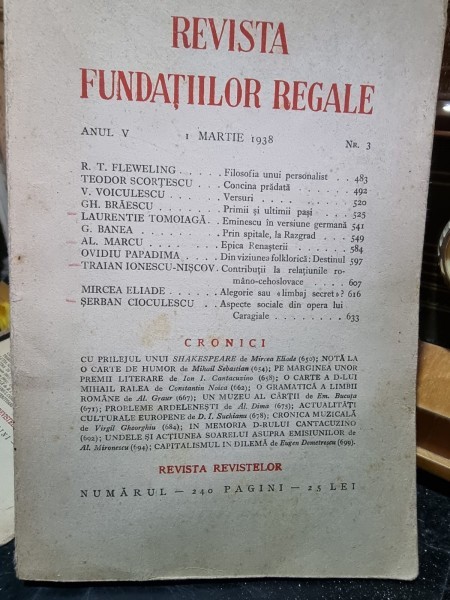 REVISTA
FUNDAȚIILOR REGALE
ANUL V 1 MARTIE 1938 NR. 3
R. T. FLEWELING . . . . . Filosofia unui personalist . . 483
TEODOR SCORȚESCU . . . . Concina prădată . . . . . 492
V. VOICULESCU . . . . . . Versuri . . . . . . . . 520
GH. BRĂESCU . . . . . . . Primii și ultimii pași . . . . 525
LAURENTIE TOMOIAGĂ . . Eminescu în versiune germană 541
G. BANEA . . . . . . . . Prin spitale, la Razgrad . . . 549
AL. MARCU . . . . . . . . Epica Renașterii . . . . . 584
OVIDIU PAPADIMA . . . . Din viziunea folklorică: Destinul 597
TRAIAN IONESCU-NIȘCOV. Contribuții la relațiunile ro-
mâno-cehoslovace . . . . 607
MIRCEA ELIADE . . . . . . Alegorie sau «limbaj secret»? 616
ȘERBAN CIOCULESCU . . . Aspecte sociale din opera lui
Caragiale . . . . . . . 633
CRONICI
CU PRILEJUL UNUI SHAKESPEARE de Mircea Eliade (650); NOTĂ LA
O CARTE DE HUMOR de Mihail Sebastian (654); PE MARGINEA UNOR
PREMII LITERARE de Ion I. Cantacuzino (658); O CARTE A D-LUI
MIHAI RALEA de Constantin Noica (662); O GRAMATICĂ A LIMBII
ROMÂNE de Al. Graur (667); UN MUZEU AL CĂRȚII de Em. Bucuța
(671); PROBLEME ARDELENEȘTI de Al. Dima (675); ACTUALITĂȚI
CULTURALE EUROPENE de D. I. Suchianu (678); CRONICA MUZICALĂ
de Virgil Gheorghiu (684); IN MEMORIA D-RULUI CANTACUZINO
(692); UNDELE ȘI ACȚIUNEA SOARELUI ASUPRA EMISIUNILOR de
Al. Mironescu (694); CAPITALISMUL IN DILEMĂ de Eugen Demetrescu (699).
REVISTA REVISTELOR
NUMĂRUL — 240 PAGINI — 25 LEI